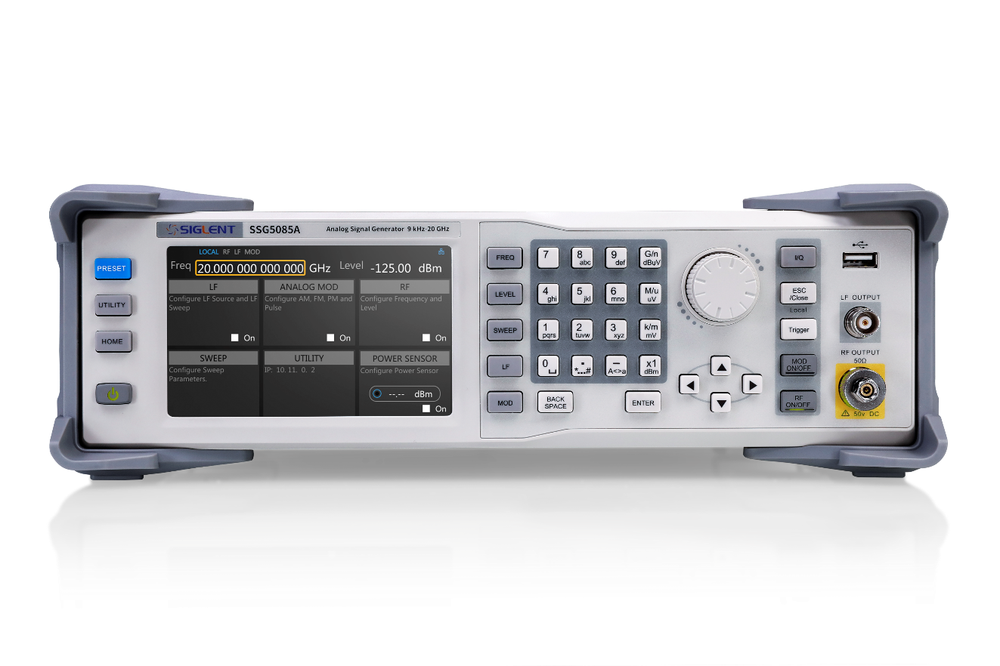 SIGLENT SSG5085A Analog Signal Generator 9 kHz-20 GHz
PRESET
UTILITY
HOME
LOCAL RF LF MOD
Freq 20.000 000 000 000 GHz Level -125.00 dBm
LF
Configure LF Source and LF
Sweep
On
ANALOG MOD
Configure AM, FM, PM and
Pulse
On
RF
Configure Frequency and
Level
On
SWEEP
Configure Sweep
Parameters.
UTILITY
IP: 10. 11. 0. 2
POWER SENSOR
Configure Power Sensor
--.-- dBm
On
FREQ
LEVEL
SWEEP
LF
MOD
7
8 abc
9 def
G/n
dBuV
4 ghi
5 jkl
6 mno
M/u
uV
1 pqrs
2 tuvw
3 xyz
k/m
mV
0 ⌴
.
*...#
−
A<>a
x1
dBm
BACK
SPACE
ENTER
I/Q
ESC
/Close
Local
Trigger
MOD
ON/OFF
RF
ON/OFF
LF OUTPUT
RF OUTPUT
50Ω
50v DC